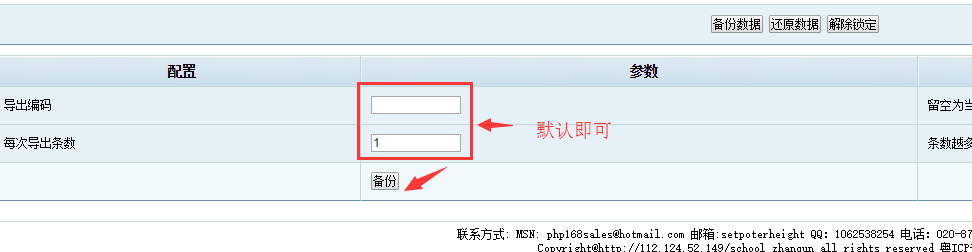 备份数据 还原数据 解除锁定
配置 参数
导出编码 留空为当
默认即可
每次导出条数 1 条数越多
备份
联系方式: MSN: php168sales@hotmail.com 邮箱:setpoterheight QQ: 1062538254 电话: 020-87
Copyright@http://112.124.52.149/school_zhangun all rights reserved 粤ICP